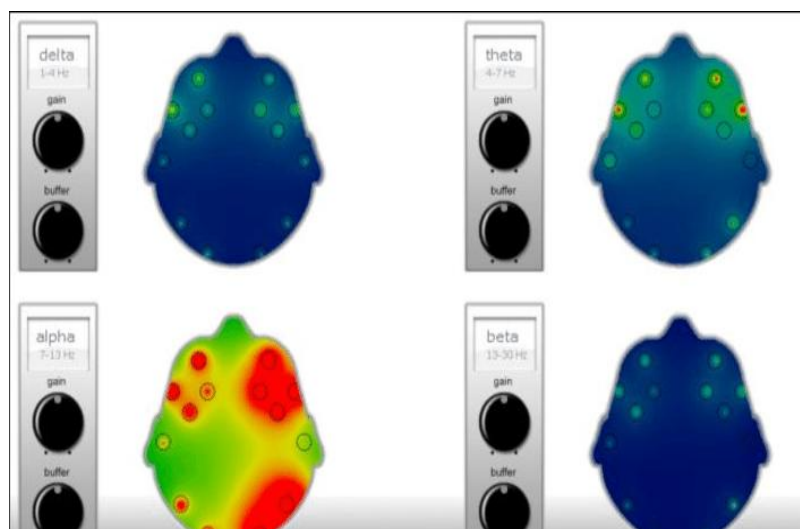 delta
1-4 Hz
gain
buffer
theta
4-7 Hz
gain
buffer
alpha
7-13 Hz
gain
buffer
beta
13-30 Hz
gain
buffer